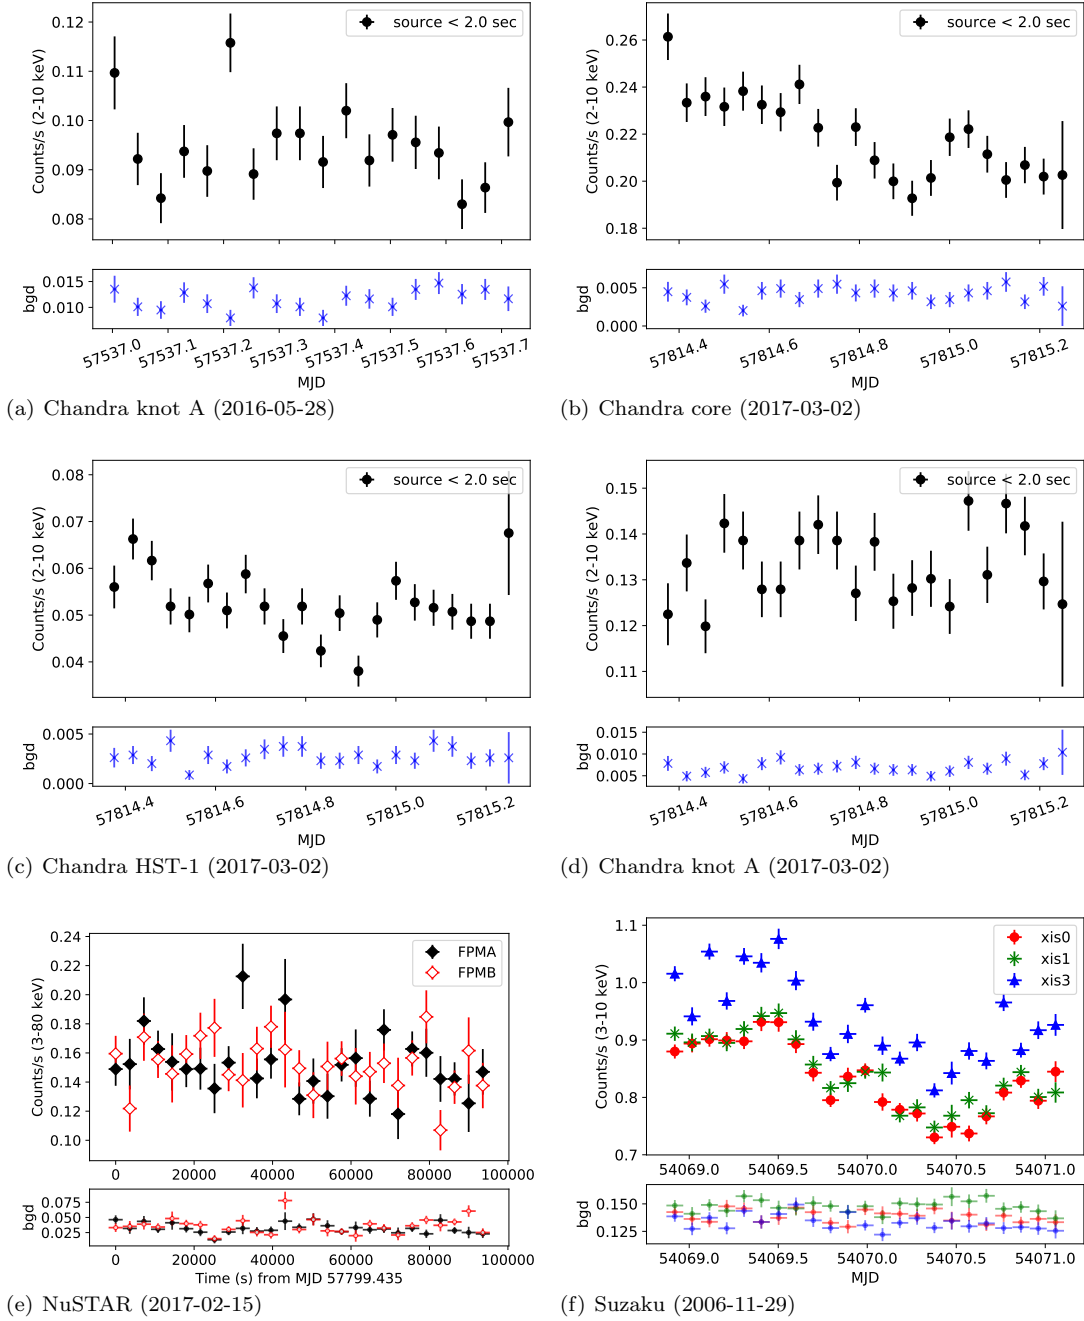 0.12
0.11
0.10
0.09
0.08
Counts/s (2-10 keV)
source < 2.0 sec
0.015
0.010
bgd
57537.0 57537.1 57537.2 57537.3 57537.4 57537.5 57537.6 57537.7
MJD
(a) Chandra knot A (2016-05-28)
0.26
0.24
0.22
0.20
0.18
Counts/s (2-10 keV)
source < 2.0 sec
0.005
0.000
bgd
57814.4 57814.6 57814.8 57815.0 57815.2
MJD
(b) Chandra core (2017-03-02)
0.08
0.07
0.06
0.05
0.04
Counts/s (2-10 keV)
source < 2.0 sec
0.005
0.000
bgd
57814.4 57814.6 57814.8 57815.0 57815.2
MJD
(c) Chandra HST-1 (2017-03-02)
0.15
0.14
0.13
0.12
0.11
Counts/s (2-10 keV)
source < 2.0 sec
0.015
0.010
0.005
bgd
57814.4 57814.6 57814.8 57815.0 57815.2
MJD
(d) Chandra knot A (2017-03-02)
0.24
0.22
0.20
0.18
0.16
0.14
0.12
0.10
Counts/s (3-80 keV)
FPMA
FPMB
0 20000 40000 60000 80000 100000
0.075
0.050
0.025
bgd
0 20000 40000 60000 80000 100000
Time (s) from MJD 57799.435
(e) NuSTAR (2017-02-15)
1.1
1.0
0.9
0.8
0.7
Counts/s (3-10 keV)
xis0
xis1
xis3
54069.0 54069.5 54070.0 54070.5 54071.0
0.150
0.125
bgd
54069.0 54069.5 54070.0 54070.5 54071.0
MJD
(f) Suzaku (2006-11-29)